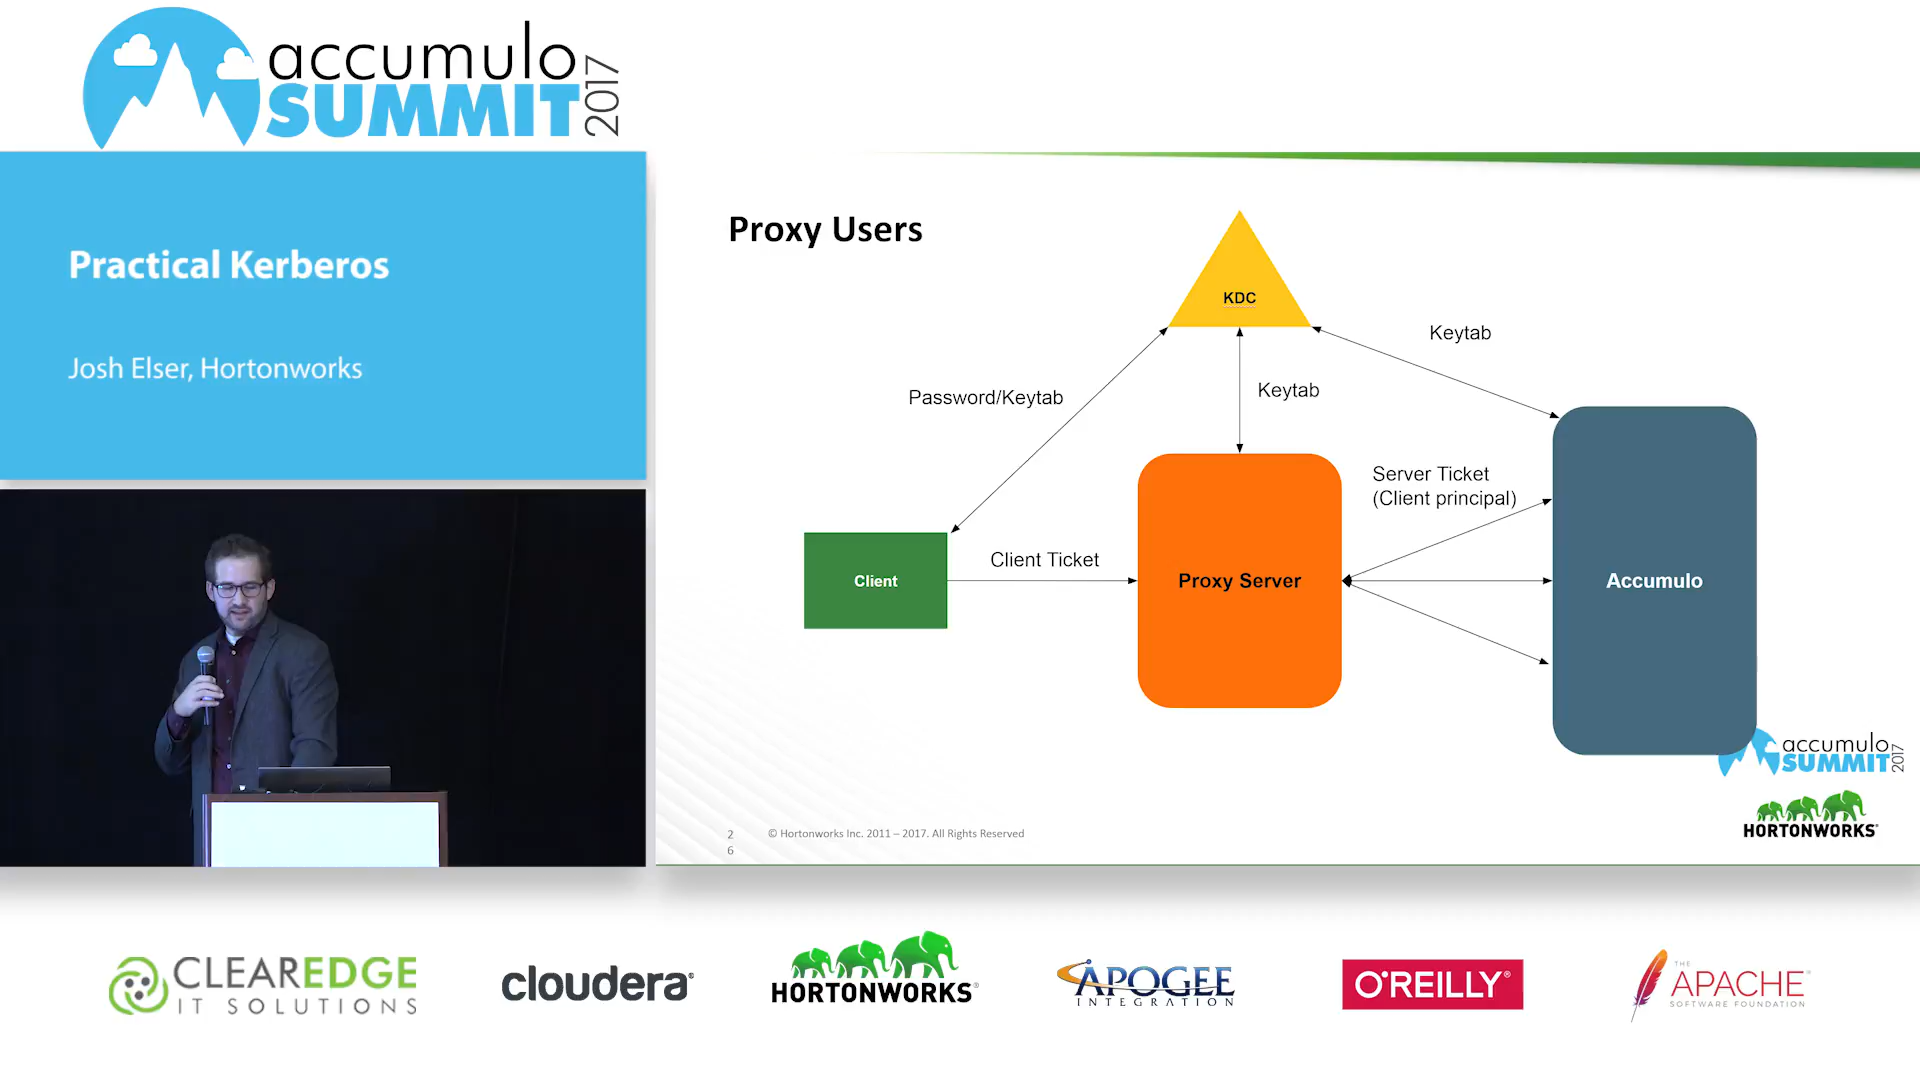 accumulo
SUMMIT
2017
Practical Kerberos
Josh Elser, Hortonworks
Proxy Users
KDC
Keytab
Password/Keytab
Keytab
Server Ticket
(Client principal)
Client Ticket
Client
Proxy Server
Accumulo
accumulo
SUMMIT
2017
HORTONWORKS
2
6
© Hortonworks Inc. 2011 – 2017. All Rights Reserved
CLEAREDGE
IT SOLUTIONS
cloudera®
HORTONWORKS®
APOGEE
INTEGRATION
O'REILLY®
THE
APACHE®
SOFTWARE FOUNDATION